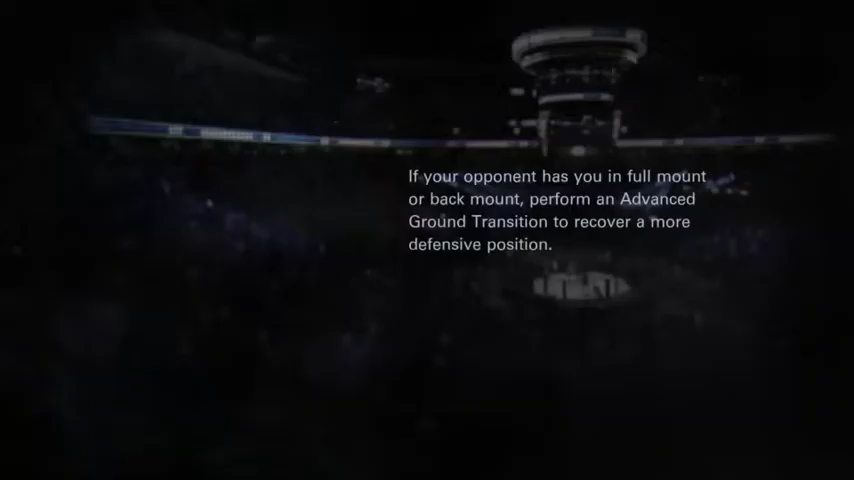 If your opponent has you in full mount
or back mount, perform an Advanced
Ground Transition to recover a more
defensive position.